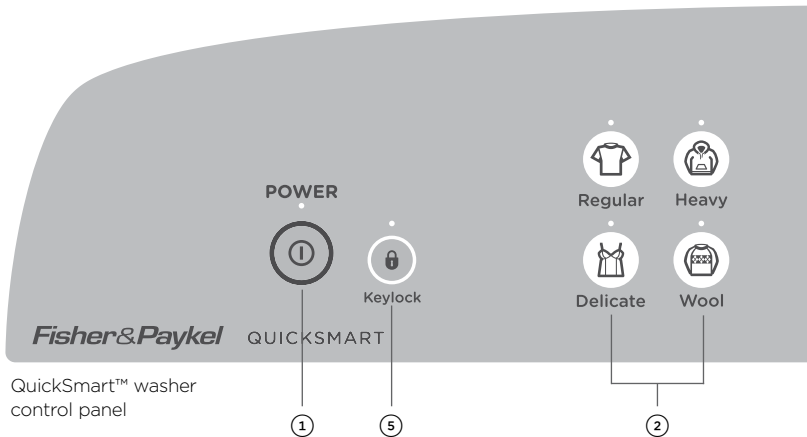 POWER
Regular Heavy
Keylock
Delicate Wool
Fisher&Paykel QUICKSMART
QuickSmart™ washer
control panel
1 5 2